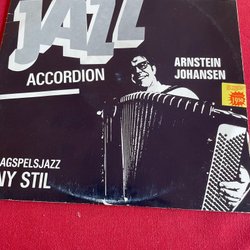 JAZZ
ACCORDION
ARNSTEIN
JOHANSEN
AGSPELSJAZZ
NY STIL